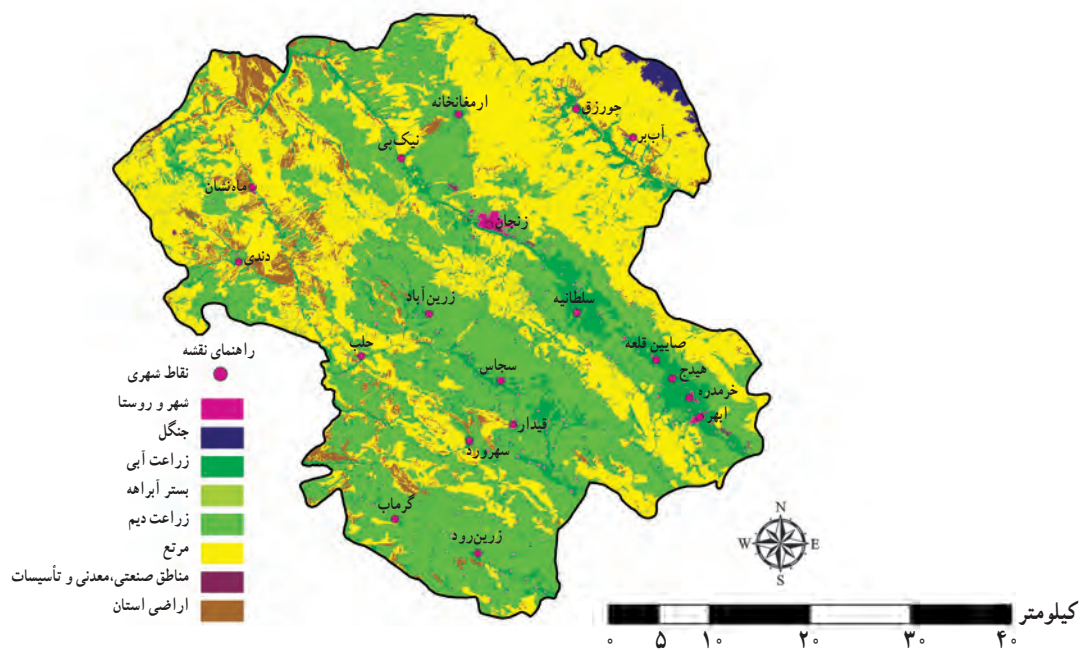 ارمغانخانه
چورزق
آب‌بر
نیک‌پی
ماه‌نشان
زنجان
دندی
زرین‌آباد
سلطانیه
حلب
صایین قلعه
هیدج
سجاس
خرمدره
ابهر
قیدار
سهرورد
گرماب
زرین‌رود
راهنمای نقشه
نقاط شهری
شهر و روستا
جنگل
زراعت آبی
بستر آبراهه
زراعت دیم
مرتع
مناطق صنعتی،معدنی و تأسیسات
اراضی استان
N
W E
S
کیلومتر
۰ ۵ ۱۰ ۲۰ ۳۰ ۴۰